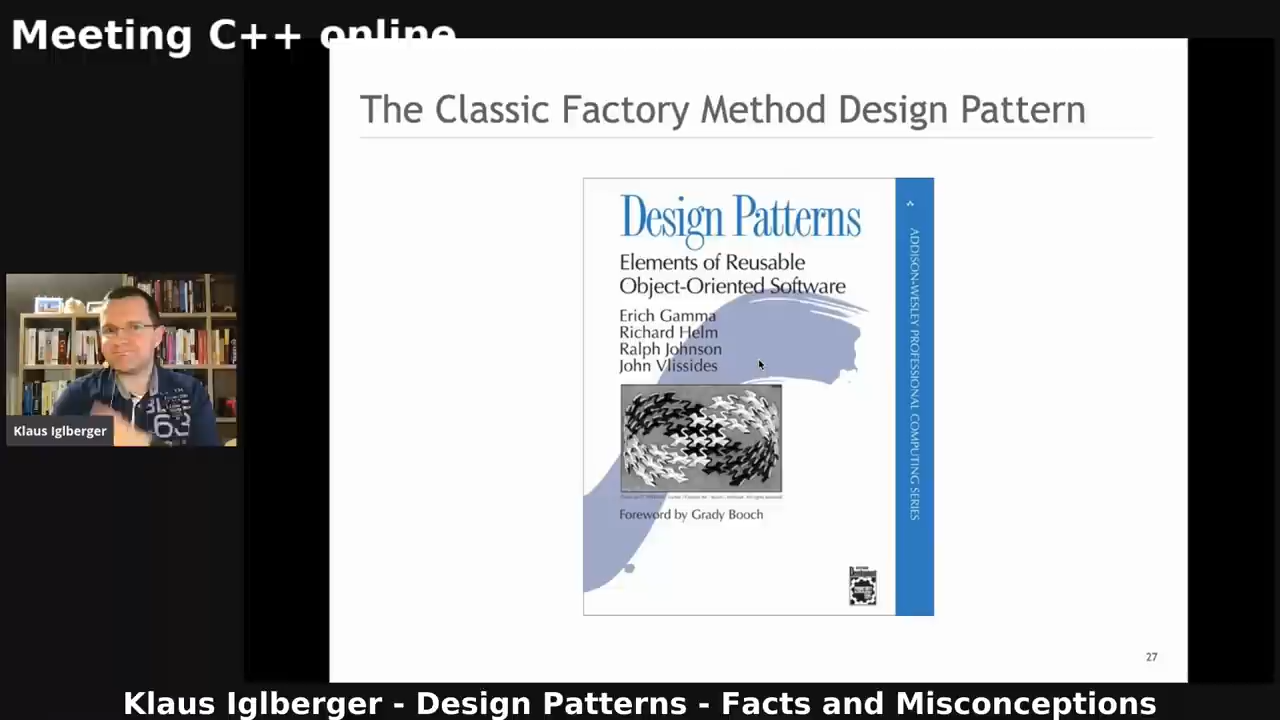 Meeting C++ online
The Classic Factory Method Design Pattern
Design Patterns
Elements of Reusable
Object-Oriented Software
Erich Gamma
Richard Helm
Ralph Johnson
John Vlissides
Foreword by Grady Booch
ADDISON-WESLEY PROFESSIONAL COMPUTING SERIES
Klaus Iglberger
63
27
Klaus Iglberger - Design Patterns - Facts and Misconceptions